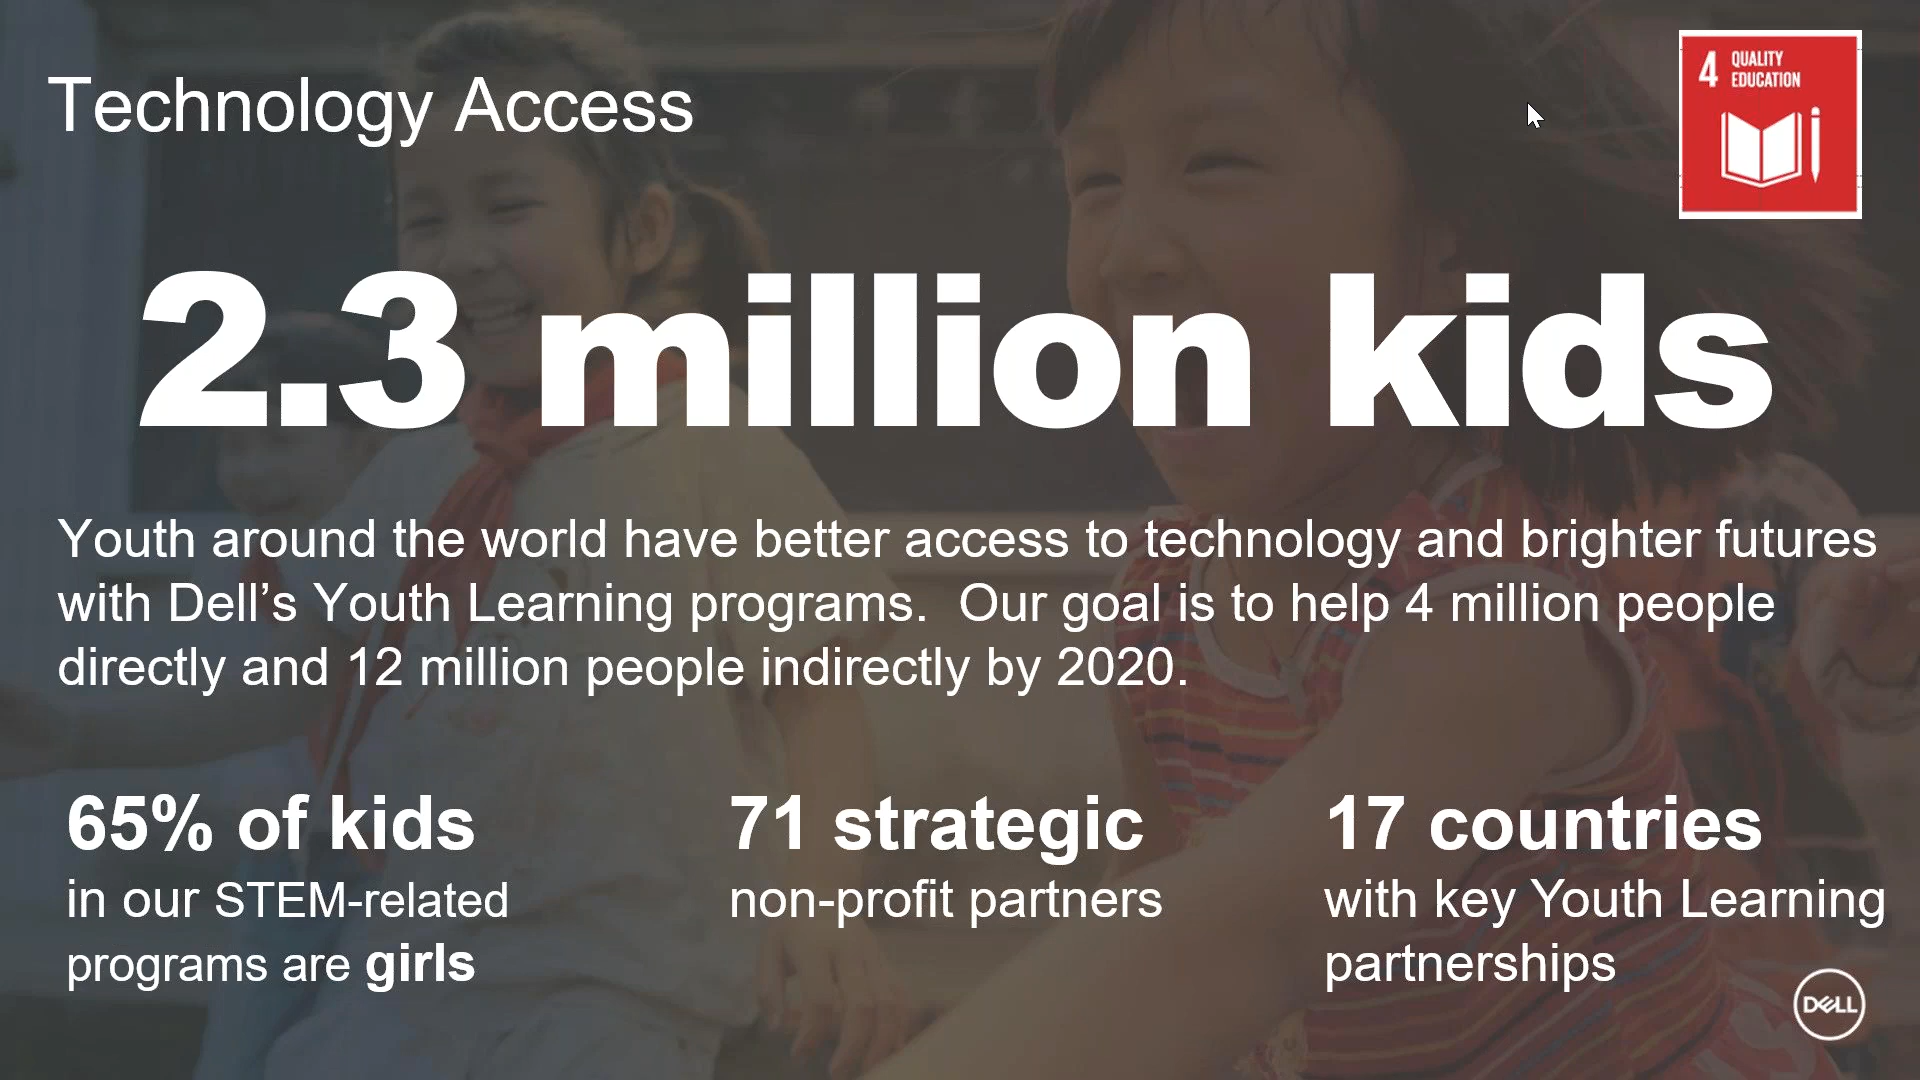 Technology Access
4 QUALITY
EDUCATION
2.3 million kids
Youth around the world have better access to technology and brighter futures
with Dell’s Youth Learning programs.  Our goal is to help 4 million people
directly and 12 million people indirectly by 2020.
65% of kids
in our STEM-related
programs are girls
71 strategic
non-profit partners
17 countries
with key Youth Learning
partnerships
DELL